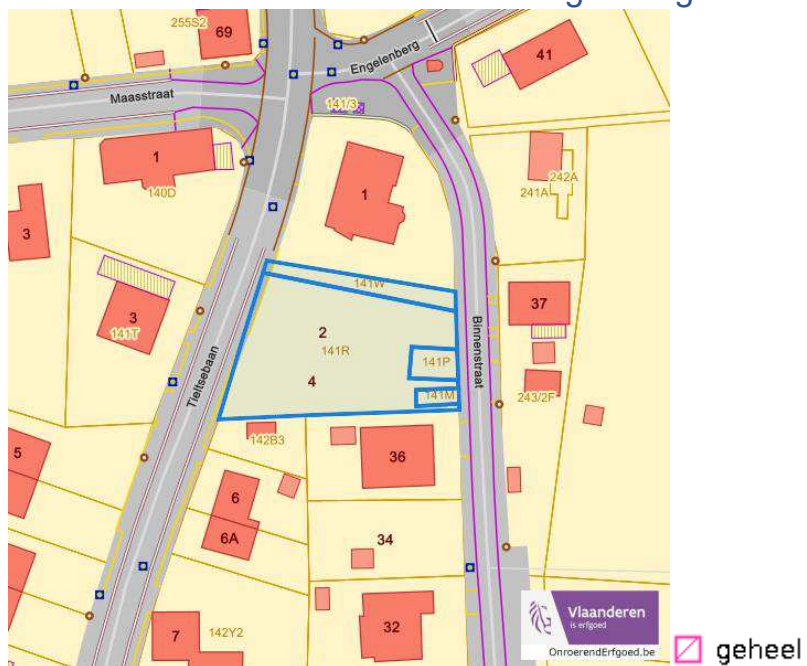 255S2
69
Engelenberg
41
Maasstraat
141/3
1
140D
1
242A
241A
3
141W
37
3
141T
2
141R
141P
4
141M
Tieltsebaan
Binnenstraat
243/2F
142B3
5
36
6
6A
34
7
142Y2
32
Vlaanderen
is erfgoed
OnroerendErfgoed.be
geheel